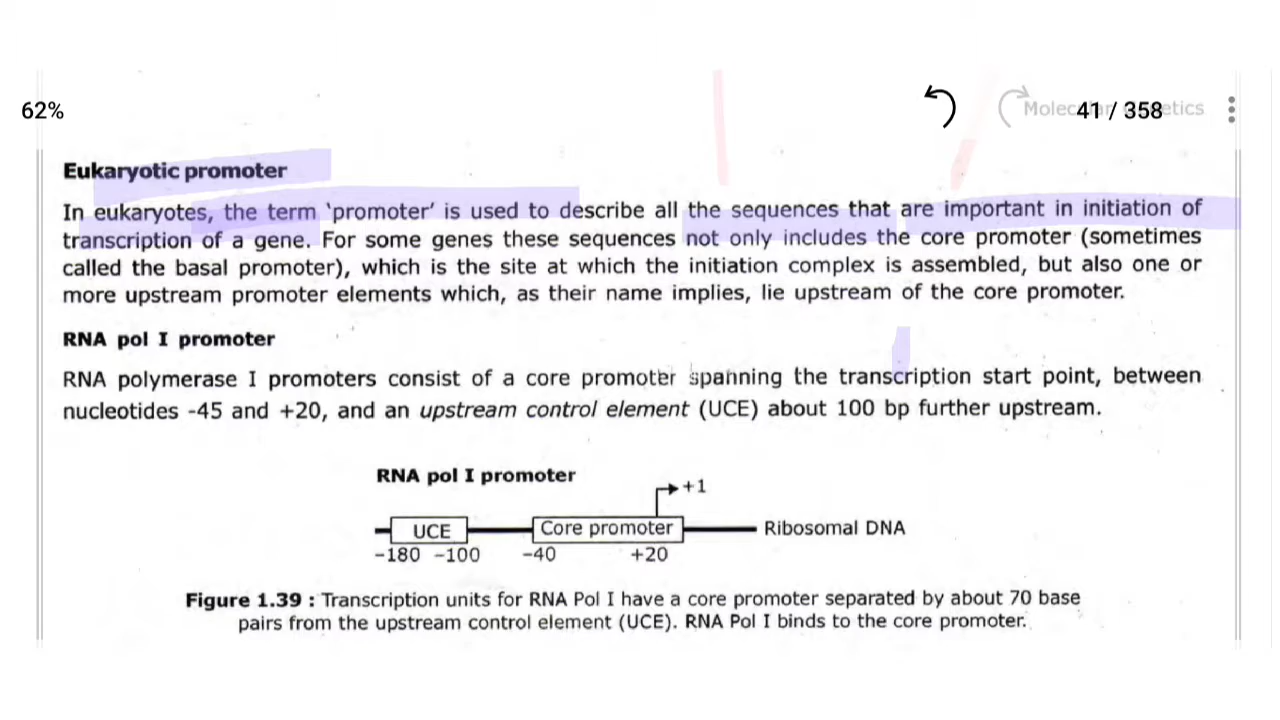 62%
41 / 358
Eukaryotic promoter
In eukaryotes, the term 'promoter' is used to describe all the sequences that are important in initiation of
transcription of a gene. For some genes these sequences not only includes the core promoter (sometimes
called the basal promoter), which is the site at which the initiation complex is assembled, but also one or
more upstream promoter elements which, as their name implies, lie upstream of the core promoter.
RNA pol I promoter
RNA polymerase I promoters consist of a core promoter spanning the transcription start point, between
nucleotides -45 and +20, and an upstream control element (UCE) about 100 bp further upstream.
RNA pol I promoter
+1
UCE Core promoter Ribosomal DNA
-180 -100 -40 +20
Figure 1.39 : Transcription units for RNA Pol I have a core promoter separated by about 70 base
pairs from the upstream control element (UCE). RNA Pol I binds to the core promoter.